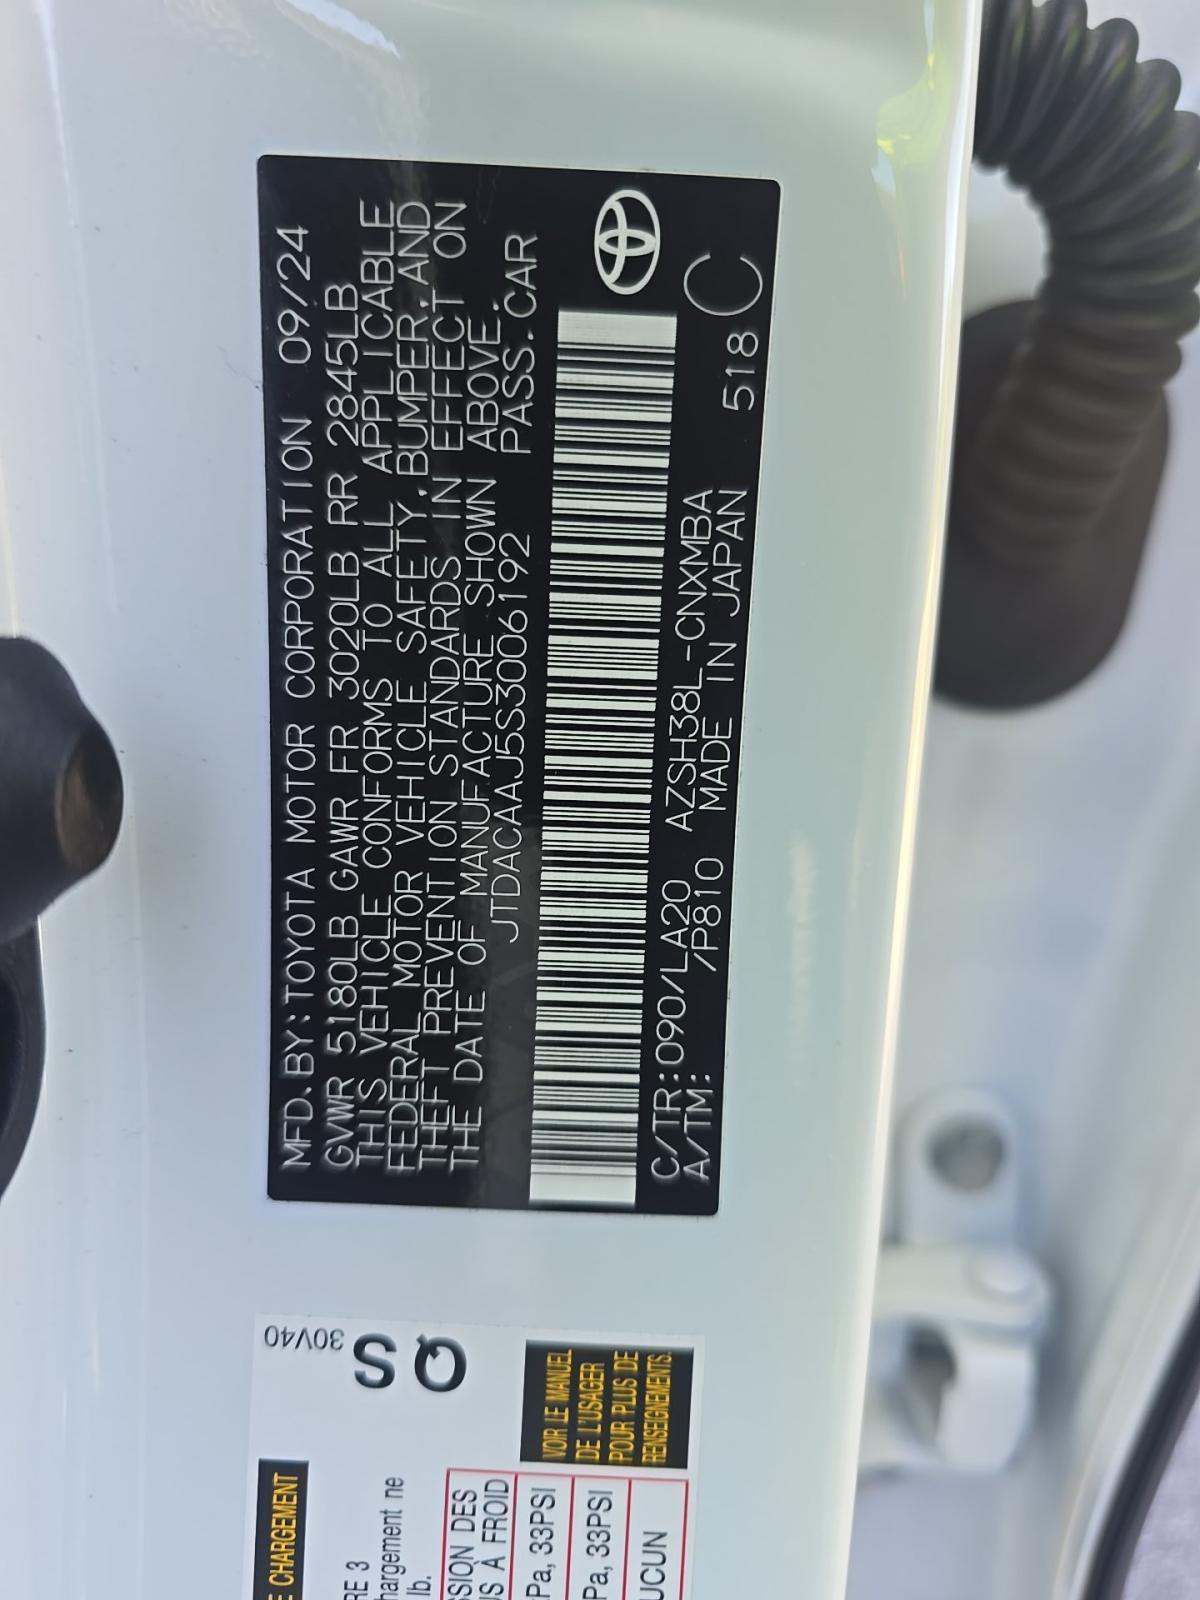 MFD.BY:TOYOTA MOTOR CORPORATION 09/24
GVWR 5180LB GAWR FR 3020LB RR 2845LB
THIS VEHICLE CONFORMS TO ALL APPLICABLE
FEDERAL MOTOR VEHICLE SAFETY,BUMPER,AND
THEFT PREVENTION STANDARDS IN EFFECT ON
THE DATE OF MANUFACTURE SHOWN ABOVE.
JTDACAAJ5S3006192 PASS.CAR
C/TR:090/LA20 AZSH38L-CNXMBA
A/TM: /P810 MADE IN JAPAN 518 C
30V40
S
Q
VOIR LE MANUEL
DE L'USAGER
POUR PLUS DE
RENSEIGNEMENTS.
CHARGEMENT
RE 3
hargement ne
lb.
SSION DES
US À FROID
Pa, 33PSI
Pa, 33PSI
UCUN